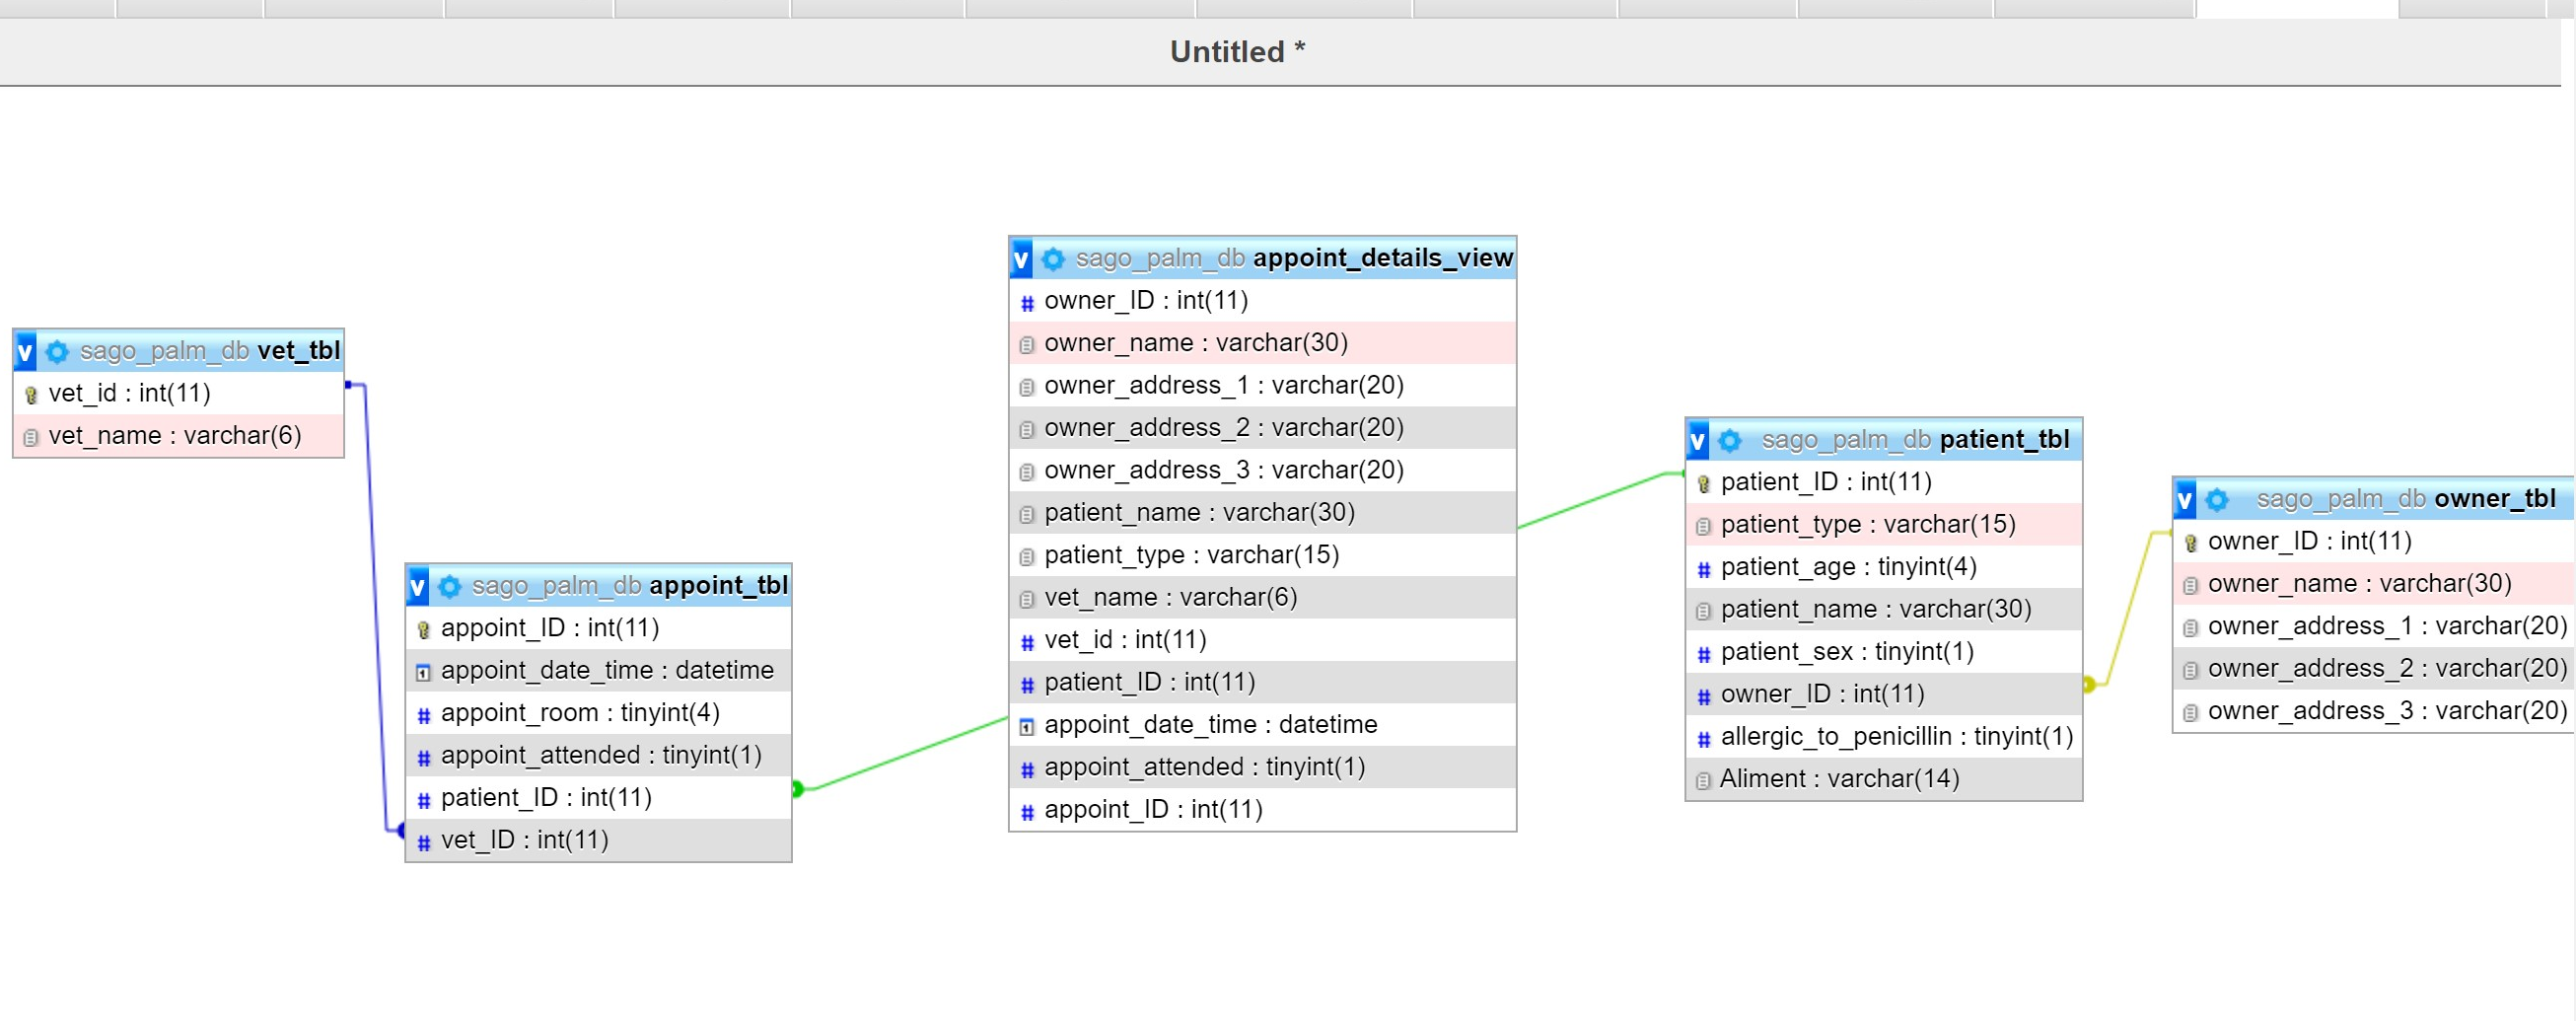 Untitled *
v sago_palm_db vet_tbl
vet_id : int(11)
vet_name : varchar(6)
v sago_palm_db appoint_tbl
appoint_ID : int(11)
appoint_date_time : datetime
# appoint_room : tinyint(4)
# appoint_attended : tinyint(1)
# patient_ID : int(11)
# vet_ID : int(11)
v sago_palm_db appoint_details_view
# owner_ID : int(11)
owner_name : varchar(30)
owner_address_1 : varchar(20)
owner_address_2 : varchar(20)
owner_address_3 : varchar(20)
patient_name : varchar(30)
patient_type : varchar(15)
vet_name : varchar(6)
# vet_id : int(11)
# patient_ID : int(11)
appoint_date_time : datetime
# appoint_attended : tinyint(1)
# appoint_ID : int(11)
v sago_palm_db patient_tbl
patient_ID : int(11)
patient_type : varchar(15)
# patient_age : tinyint(4)
patient_name : varchar(30)
# patient_sex : tinyint(1)
# owner_ID : int(11)
# allergic_to_penicillin : tinyint(1)
Aliment : varchar(14)
v sago_palm_db owner_tbl
owner_ID : int(11)
owner_name : varchar(30)
owner_address_1 : varchar(20)
owner_address_2 : varchar(20)
owner_address_3 : varchar(20)